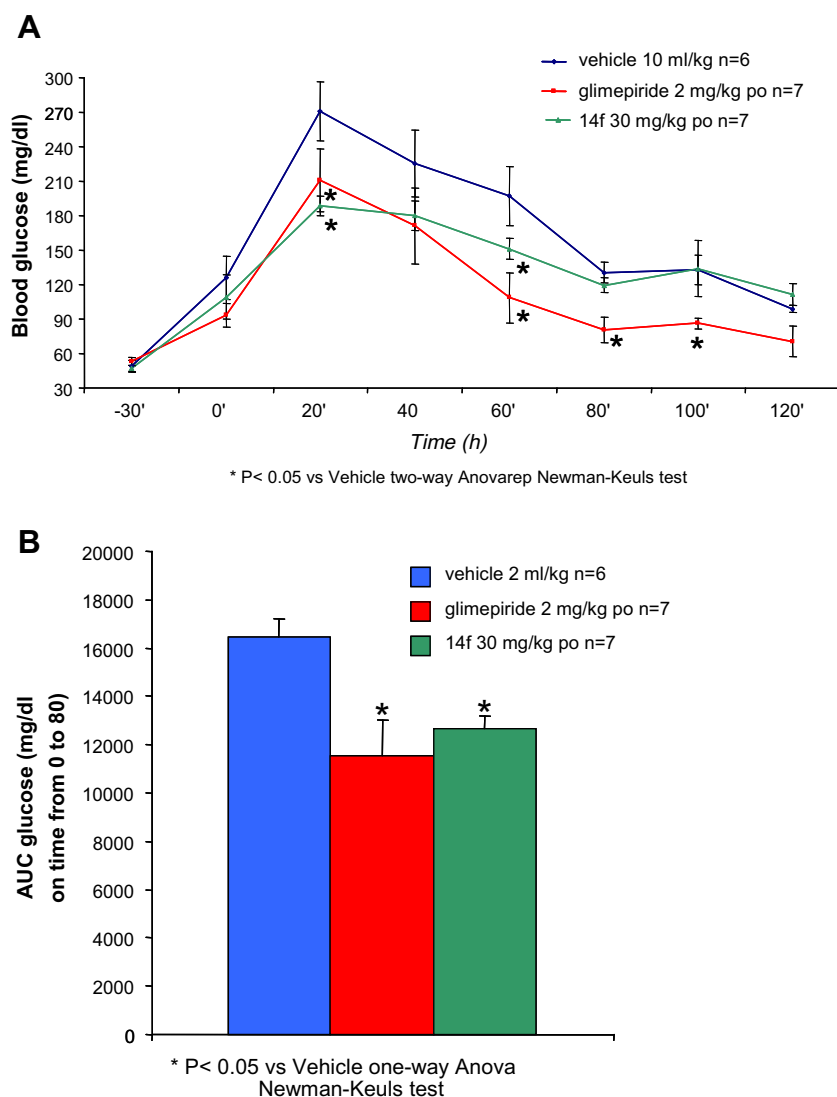 A
vehicle 10 ml/kg n=6
glimepiride 2 mg/kg po n=7
14f 30 mg/kg po n=7
Blood glucose (mg/dl)
300
270
240
210
180
150
120
90
60
30
* * * * * *
-30' 0' 20' 40 60' 80' 100' 120'
Time (h)
* P< 0.05 vs Vehicle two-way Anovarep Newman-Keuls test
B
vehicle 2 ml/kg n=6
glimepiride 2 mg/kg po n=7
14f 30 mg/kg po n=7
AUC glucose (mg/dl)
on time from 0 to 80)
20000
18000
16000
14000
12000
10000
8000
6000
4000
2000
0
* *
* P< 0.05 vs Vehicle one-way Anova
Newman-Keuls test